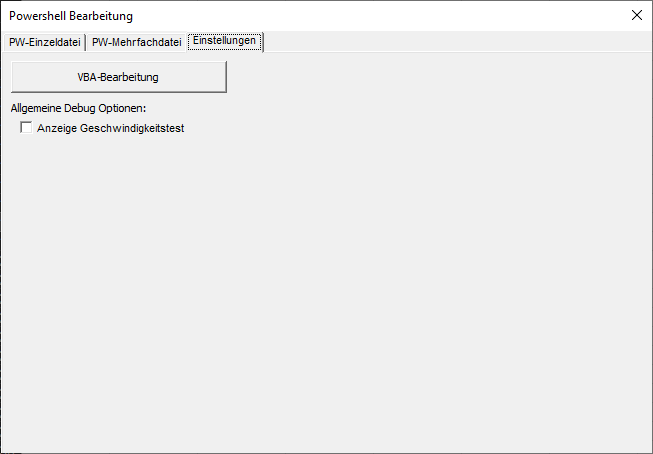 Powershell Bearbeitung
PW-Einzeldatei PW-Mehrfachdatei Einstellungen
VBA-Bearbeitung
Allgemeine Debug Optionen:
Anzeige Geschwindigkeitstest